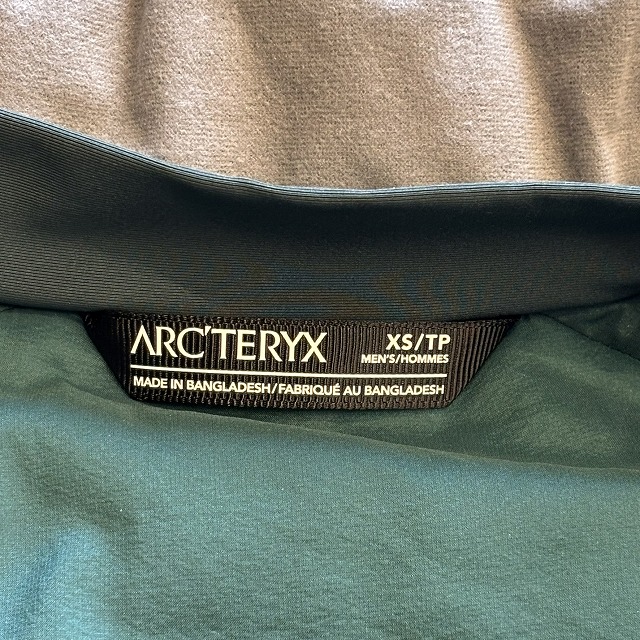 ARC'TERYX
XS/TP
MEN'S/HOMMES
MADE IN BANGLADESH/FABRIQUÉ AU BANGLADESH